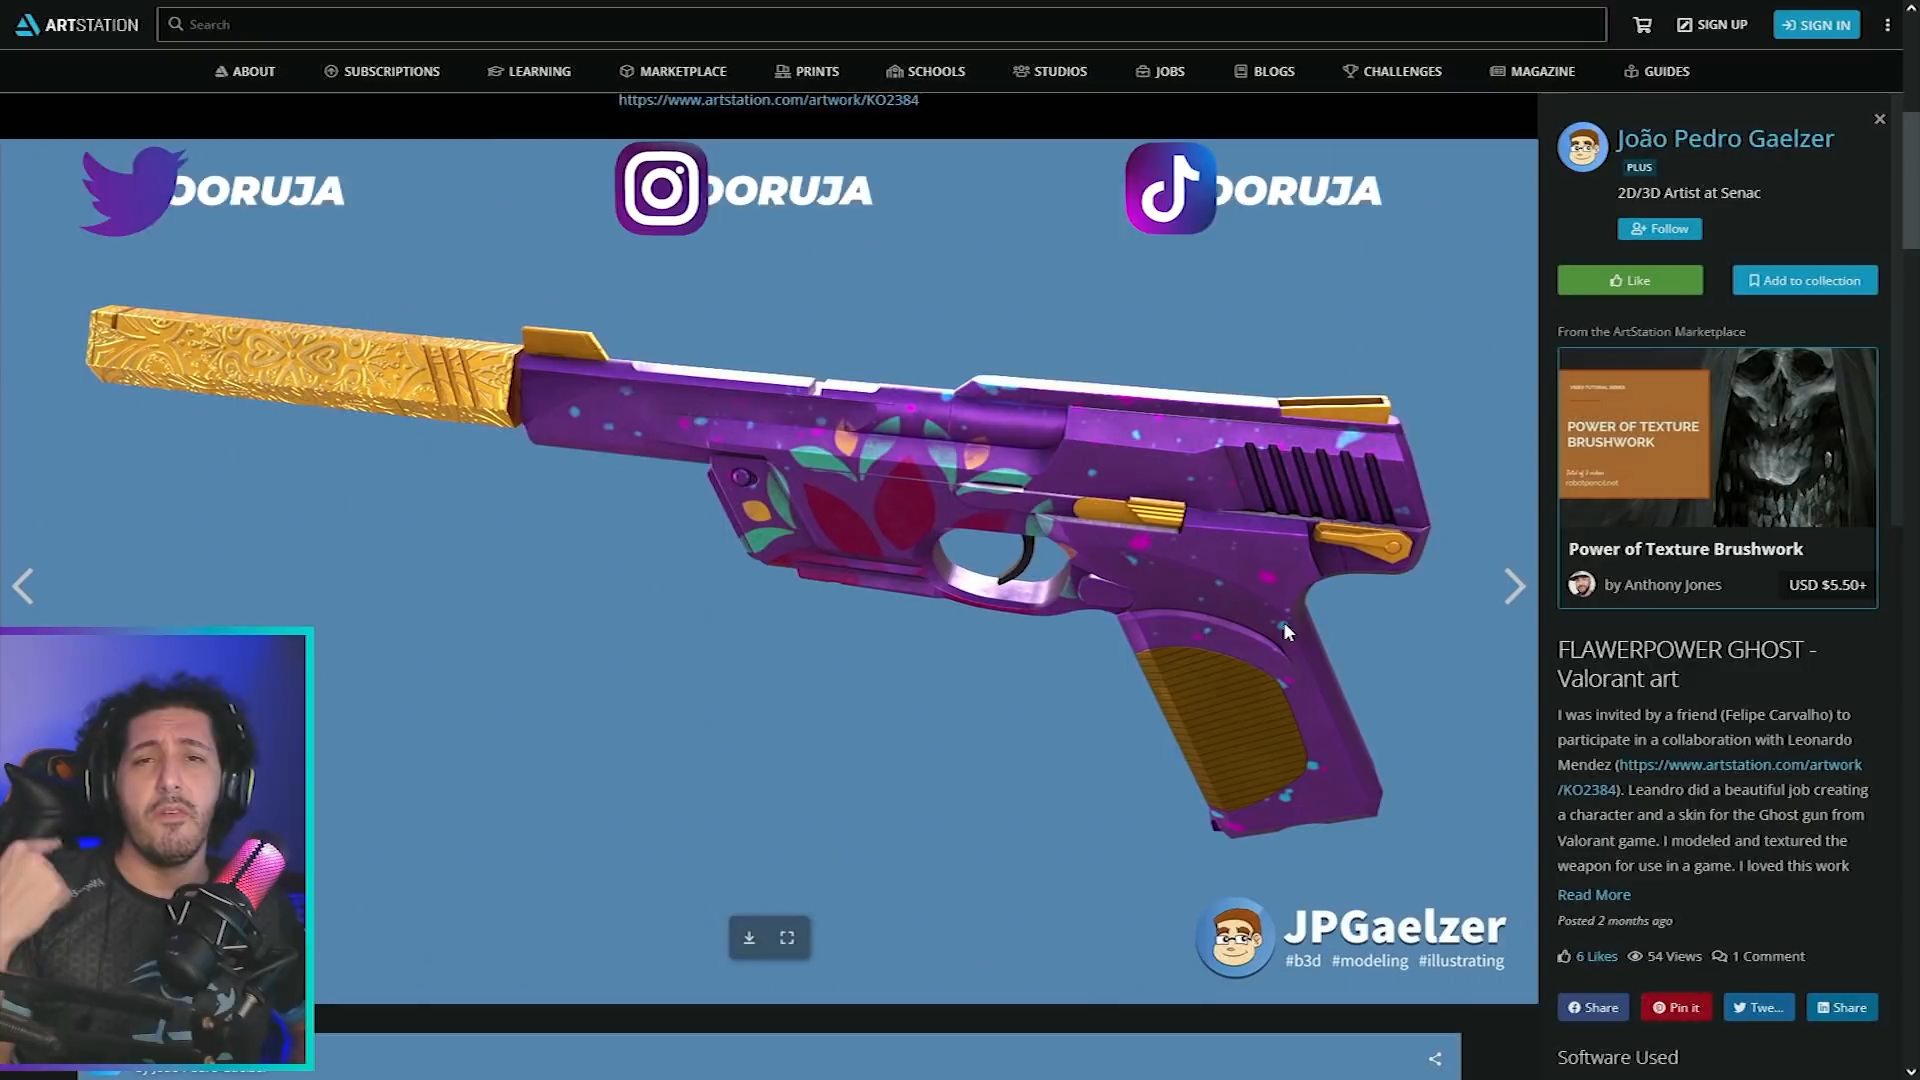 ARTSTATION
Search
SIGN UP
SIGN IN
ABOUT
SUBSCRIPTIONS
LEARNING
MARKETPLACE
PRINTS
SCHOOLS
STUDIOS
JOBS
BLOGS
CHALLENGES
MAGAZINE
GUIDES
https://www.artstation.com/artwork/KO2384
DORUJA
DORUJA
DORUJA
JPGaelzer
#b3d #modeling #illustrating
João Pedro Gaelzer
PLUS
2D/3D Artist at Senac
Follow
Like
Add to collection
From the ArtStation Marketplace
POWER OF TEXTURE
BRUSHWORK
Power of Texture Brushwork
by Anthony Jones
USD $5.50+
FLAWERPOWER GHOST -
Valorant art
I was invited by a friend (Felipe Carvalho) to
participate in a collaboration with Leonardo
Mendez (https://www.artstation.com/artwork
/KO2384). Leandro did a beautiful job creating
a character and a skin for the Ghost gun from
Valorant game. I modeled and textured the
weapon for use in a game. I loved this work
Read More
Posted 2 months ago
6 Likes
54 Views
1 Comment
Share
Pin it
Twe...
Share
Software Used